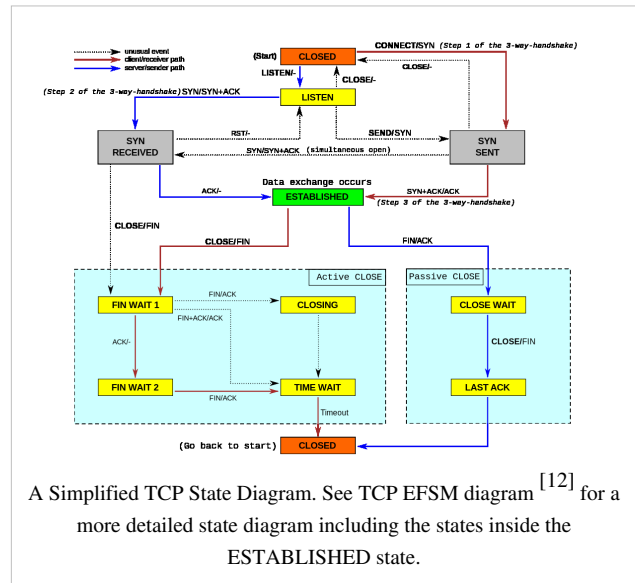 unusual event
client/receiver path
server/sender path
(Start)
CLOSED
CONNECT/SYN (Step 1 of the 3-way-handshake)
CLOSE/-
LISTEN/-
CLOSE/-
(Step 2 of the 3-way-handshake) SYN/SYN+ACK
LISTEN
RST/-
SEND/SYN
SYN
RECEIVED
SYN/SYN+ACK (simultaneous open)
SYN
SENT
Data exchange occurs
ACK/-
ESTABLISHED
SYN+ACK/ACK
(Step 3 of the 3-way-handshake)
CLOSE/FIN
CLOSE/FIN
FIN/ACK
Active CLOSE
Passive CLOSE
FIN WAIT 1
FIN/ACK
CLOSING
CLOSE WAIT
FIN+ACK/ACK
ACK/-
CLOSE/FIN
FIN WAIT 2
FIN/ACK
TIME WAIT
LAST ACK
Timeout
(Go back to start)
CLOSED
A Simplified TCP State Diagram. See TCP EFSM diagram [12] for a
more detailed state diagram including the states inside the
ESTABLISHED state.